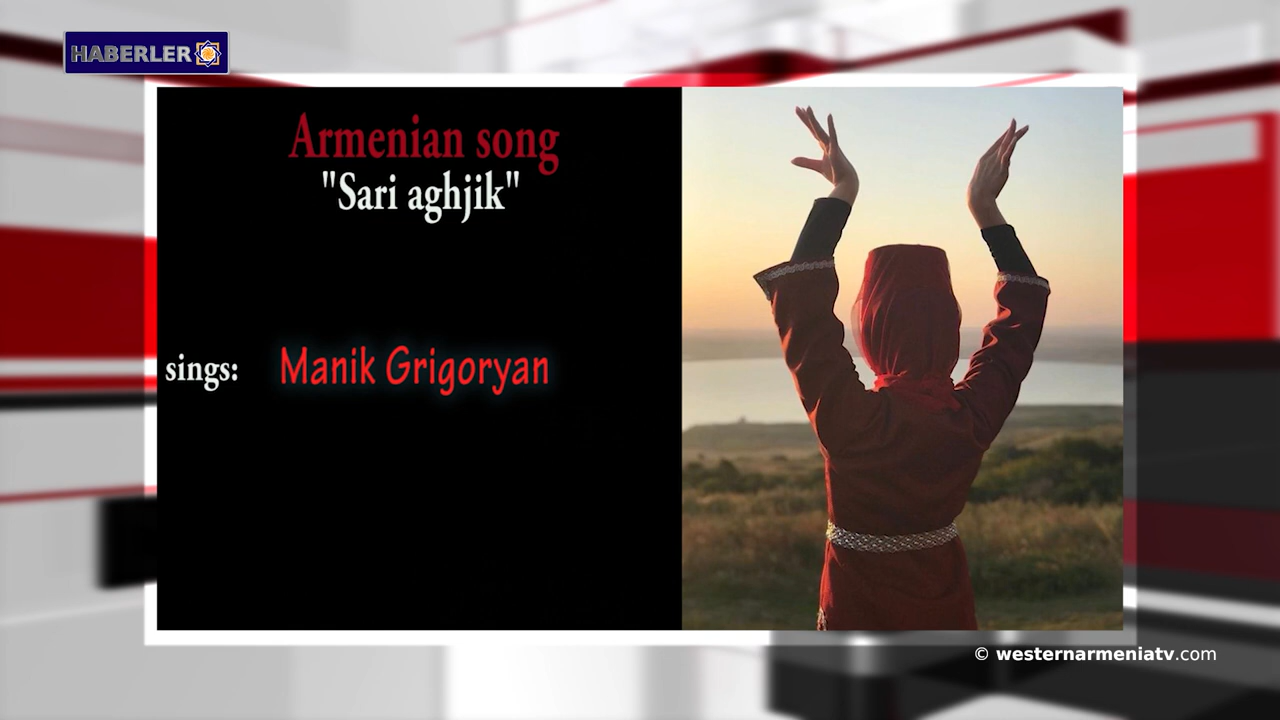 HABERLER
Armenian song
"Sari aghjik"
sings: Manik Grigoryan
© westernarmeniatv.com